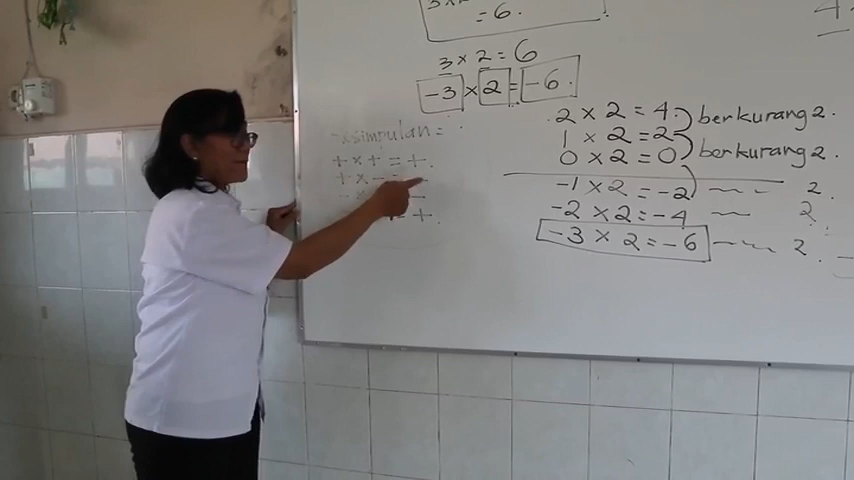 = 6.
3 × 2 = 6
-3 × 2 = -6.
+ × + = +.
+ × - =
= +.
2 × 2 = 4. berkurang 2.
1 × 2 = 2
0 × 2 = 0 berkurang 2.
-1 × 2 = -2 2.
-2 × 2 = -4 2
-3 × 2 = -6 2.